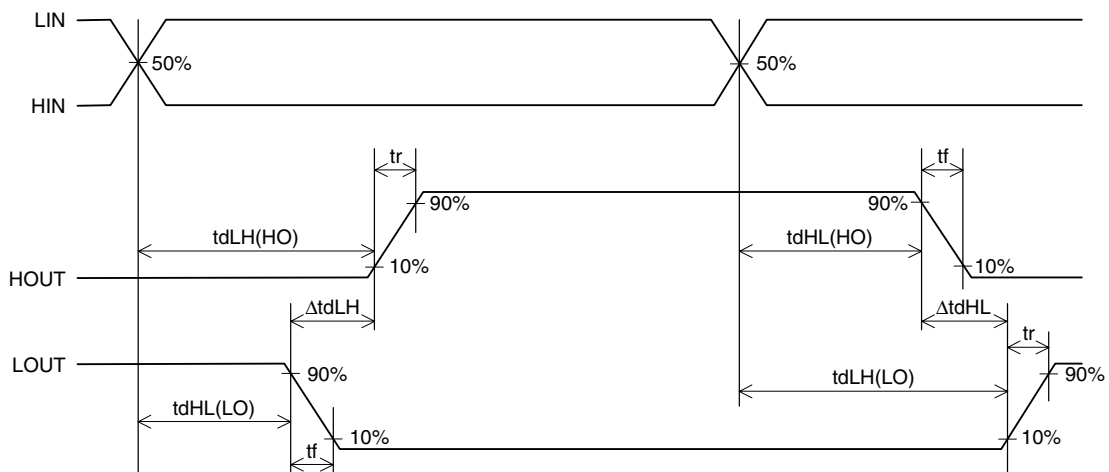 LIN
50%
50%
HIN
tr
tf
90%
90%
tdLH(HO)
tdHL(HO)
10%
10%
HOUT
ΔtdLH
ΔtdHL
tr
LOUT
90%
tdLH(LO)
90%
tdHL(LO)
10%
10%
tf